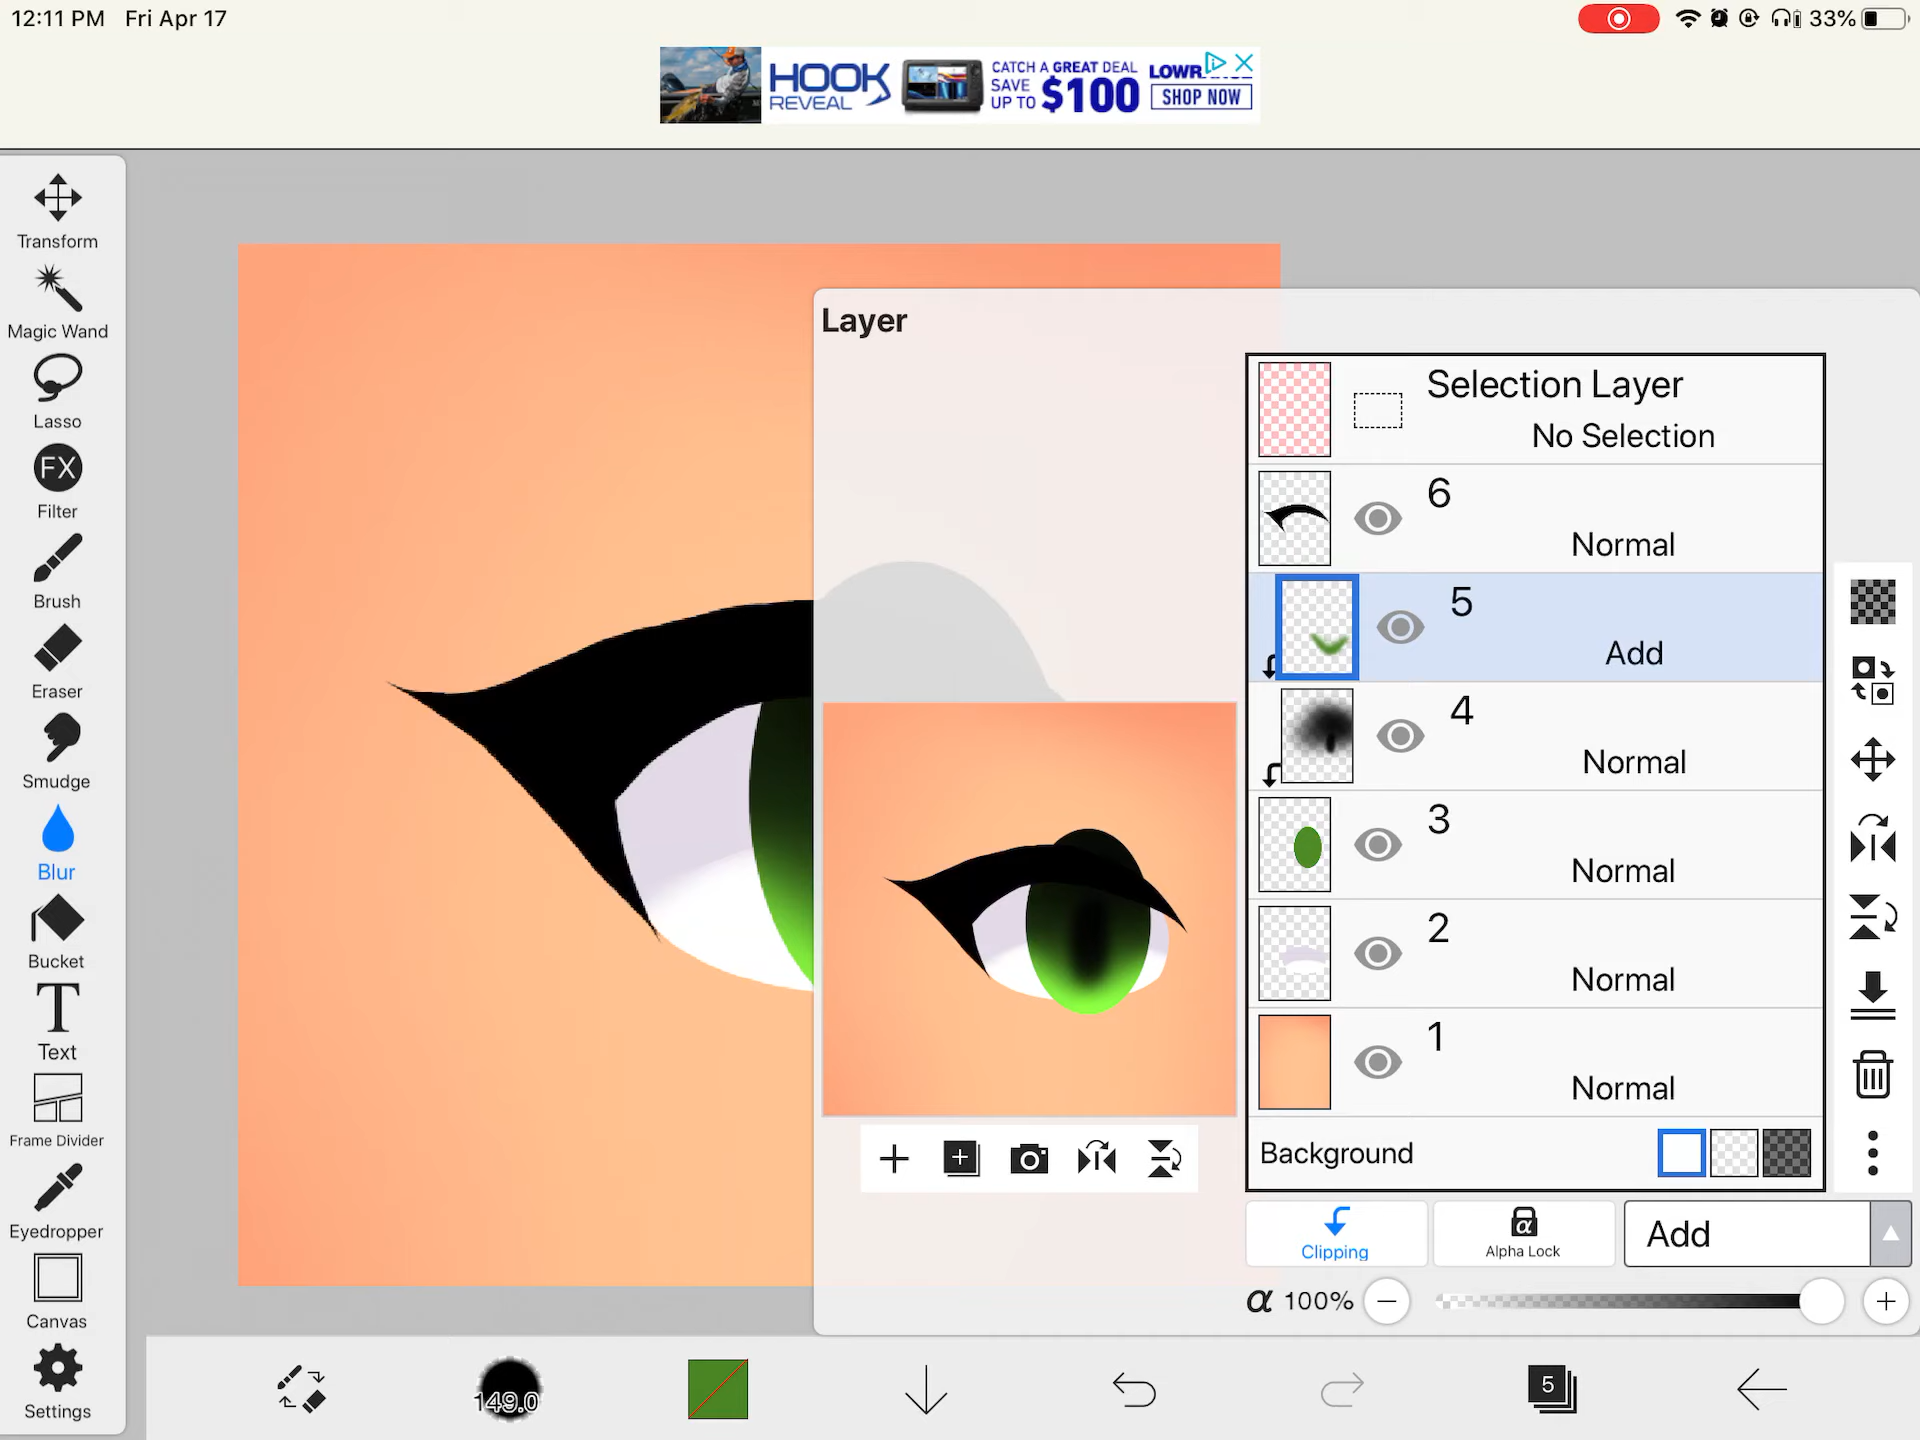 12:11 PM Fri Apr 17
33%
HOOK
REVEAL
CATCH A GREAT DEAL
SAVE
UP TO $100
SHOP NOW
Transform
Magic Wand
Lasso
FX
Filter
Brush
Eraser
Smudge
Blur
Bucket
T
Text
Frame Divider
Eyedropper
Canvas
Settings
Layer
Selection Layer
No Selection
6
Normal
5
Add
4
Normal
3
Normal
2
Normal
1
Normal
Background
Clipping
α
Alpha Lock
Add
α 100%
149.0
5